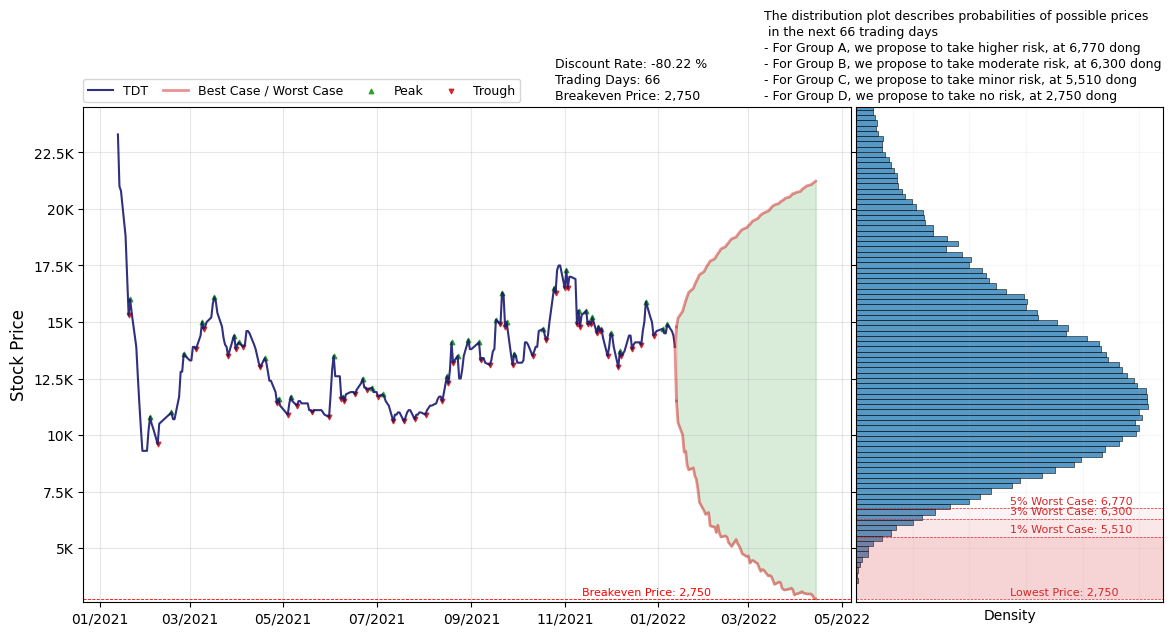 The distribution plot describes probabilities of possible prices
in the next 66 trading days
- For Group A, we propose to take higher risk, at 6,770 dong
- For Group B, we propose to take moderate risk, at 6,300 dong
- For Group C, we propose to take minor risk, at 5,510 dong
- For Group D, we propose to take no risk, at 2,750 dong
Discount Rate: -80.22 %
Trading Days: 66
Breakeven Price: 2,750
TDT
Best Case / Worst Case
Peak
Trough
Stock Price
22.5K
20K
17.5K
15K
12.5K
10K
7.5K
5K
5% Worst Case: 6,770
3% Worst Case: 6,300
1% Worst Case: 5,510
Breakeven Price: 2,750
Lowest Price: 2,750
01/2021
03/2021
05/2021
07/2021
09/2021
11/2021
01/2022
03/2022
05/2022
Density